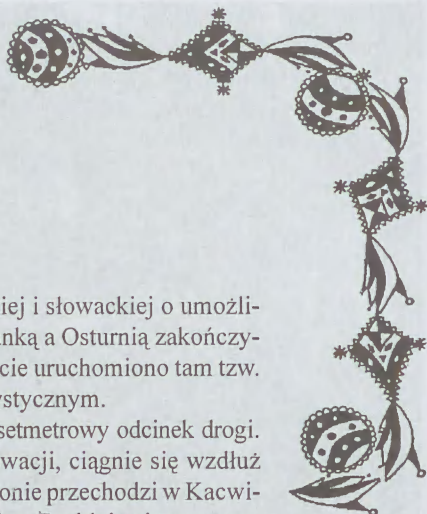 iej i słowackiej o umożli-
unką a Osturnią zakończy-
cie uruchomiono tam tzw.
ystycznym.
setmetrowy odcinek drogi.
wacji, ciągnie się wzdłuż
onie przechodzi w Kacwi-